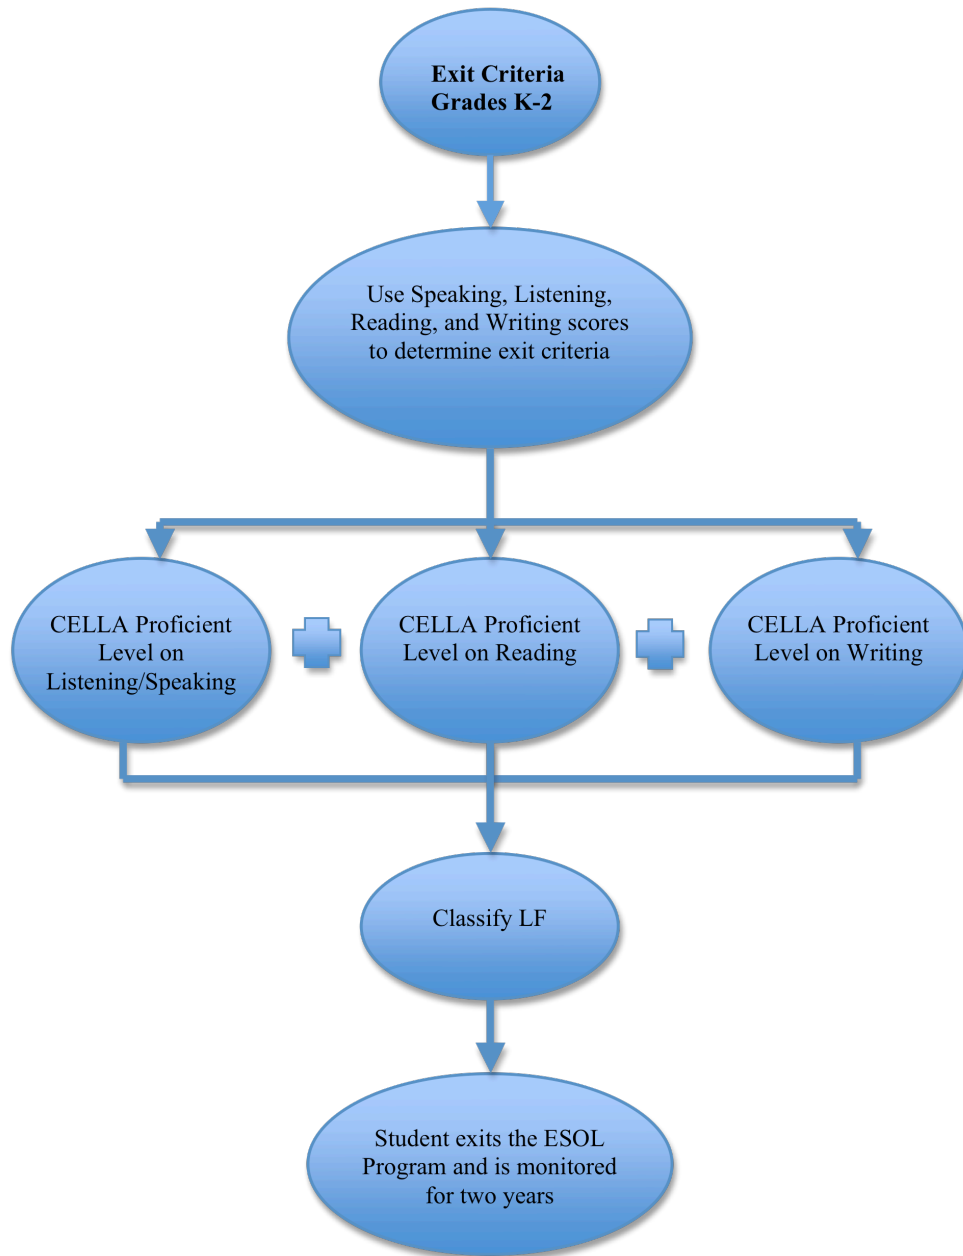 Exit Criteria
Grades K-2
Use Speaking, Listening,
Reading, and Writing scores
to determine exit criteria
CELLA Proficient
Level on
Listening/Speaking
CELLA Proficient
Level on Reading
CELLA Proficient
Level on Writing
Classify LF
Student exits the ESOL
Program and is monitored
for two years